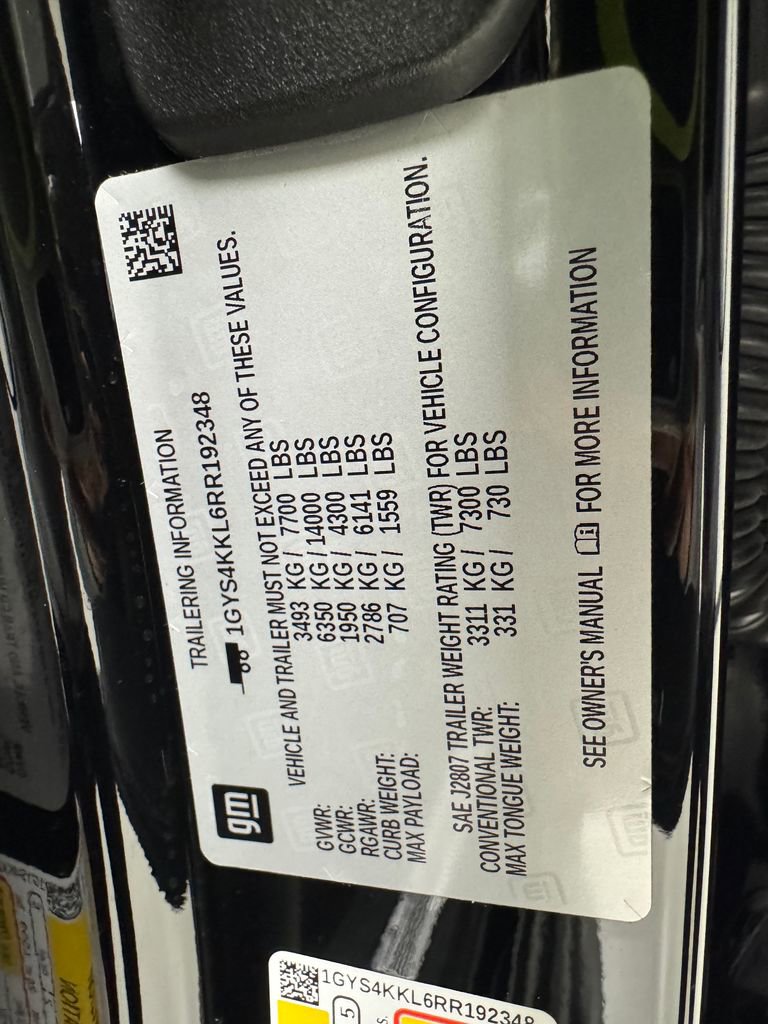 gm
TRAILERING INFORMATION
1GYS4KKL6RR192348
VEHICLE AND TRAILER MUST NOT EXCEED ANY OF THESE VALUES.
GVWR: 3493 KG / 7700 LBS
GCWR: 6350 KG / 14000 LBS
RGAWR: 1950 KG / 4300 LBS
CURB WEIGHT: 2786 KG / 6141 LBS
MAX PAYLOAD: 707 KG / 1559 LBS
SAE J2807 TRAILER WEIGHT RATING (TWR) FOR VEHICLE CONFIGURATION.
CONVENTIONAL TWR: 3311 KG / 7300 LBS
MAX TONGUE WEIGHT: 331 KG / 730 LBS
SEE OWNER'S MANUAL FOR MORE INFORMATION
1GYS4KKL6RR192348
5